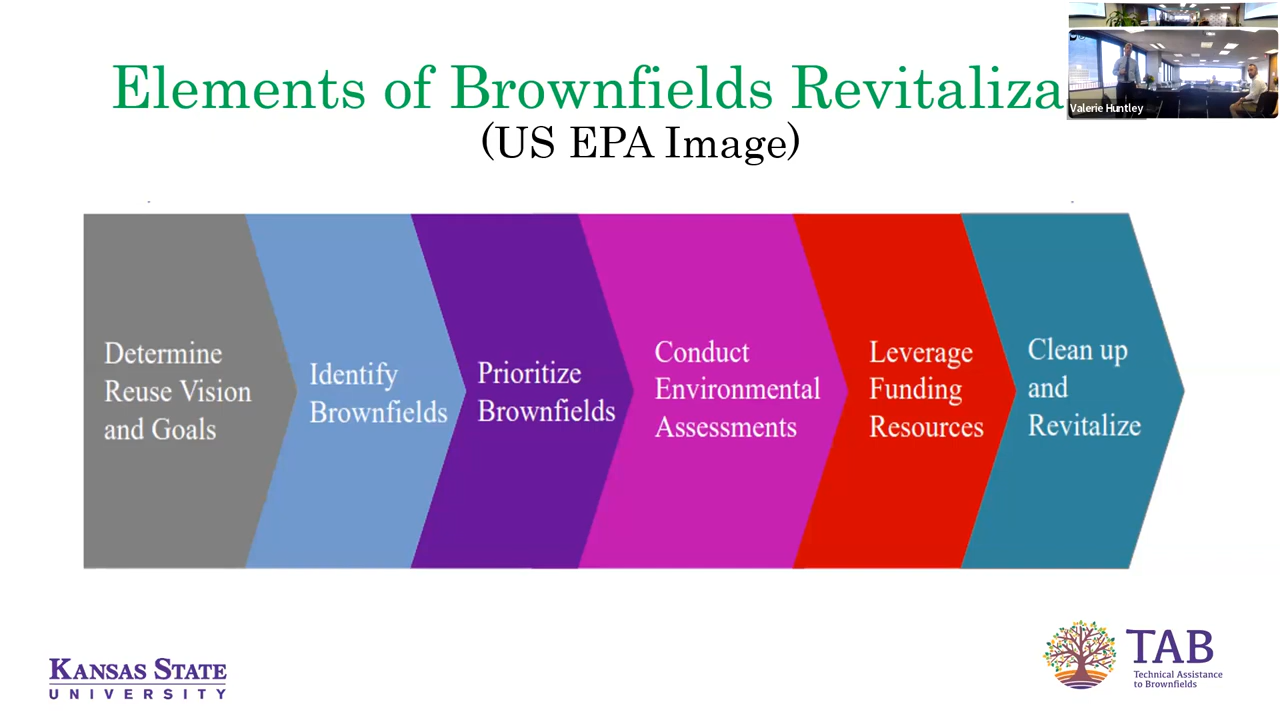 Elements of Brownfields Revitaliza
(US EPA Image)
Valerie Huntley
Determine
Reuse Vision
and Goals
Identify
Brownfields
Prioritize
Brownfields
Conduct
Environmental
Assessments
Leverage
Funding
Resources
Clean up
and
Revitalize
KANSAS STATE
UNIVERSITY
TAB
Technical Assistance
to Brownfields